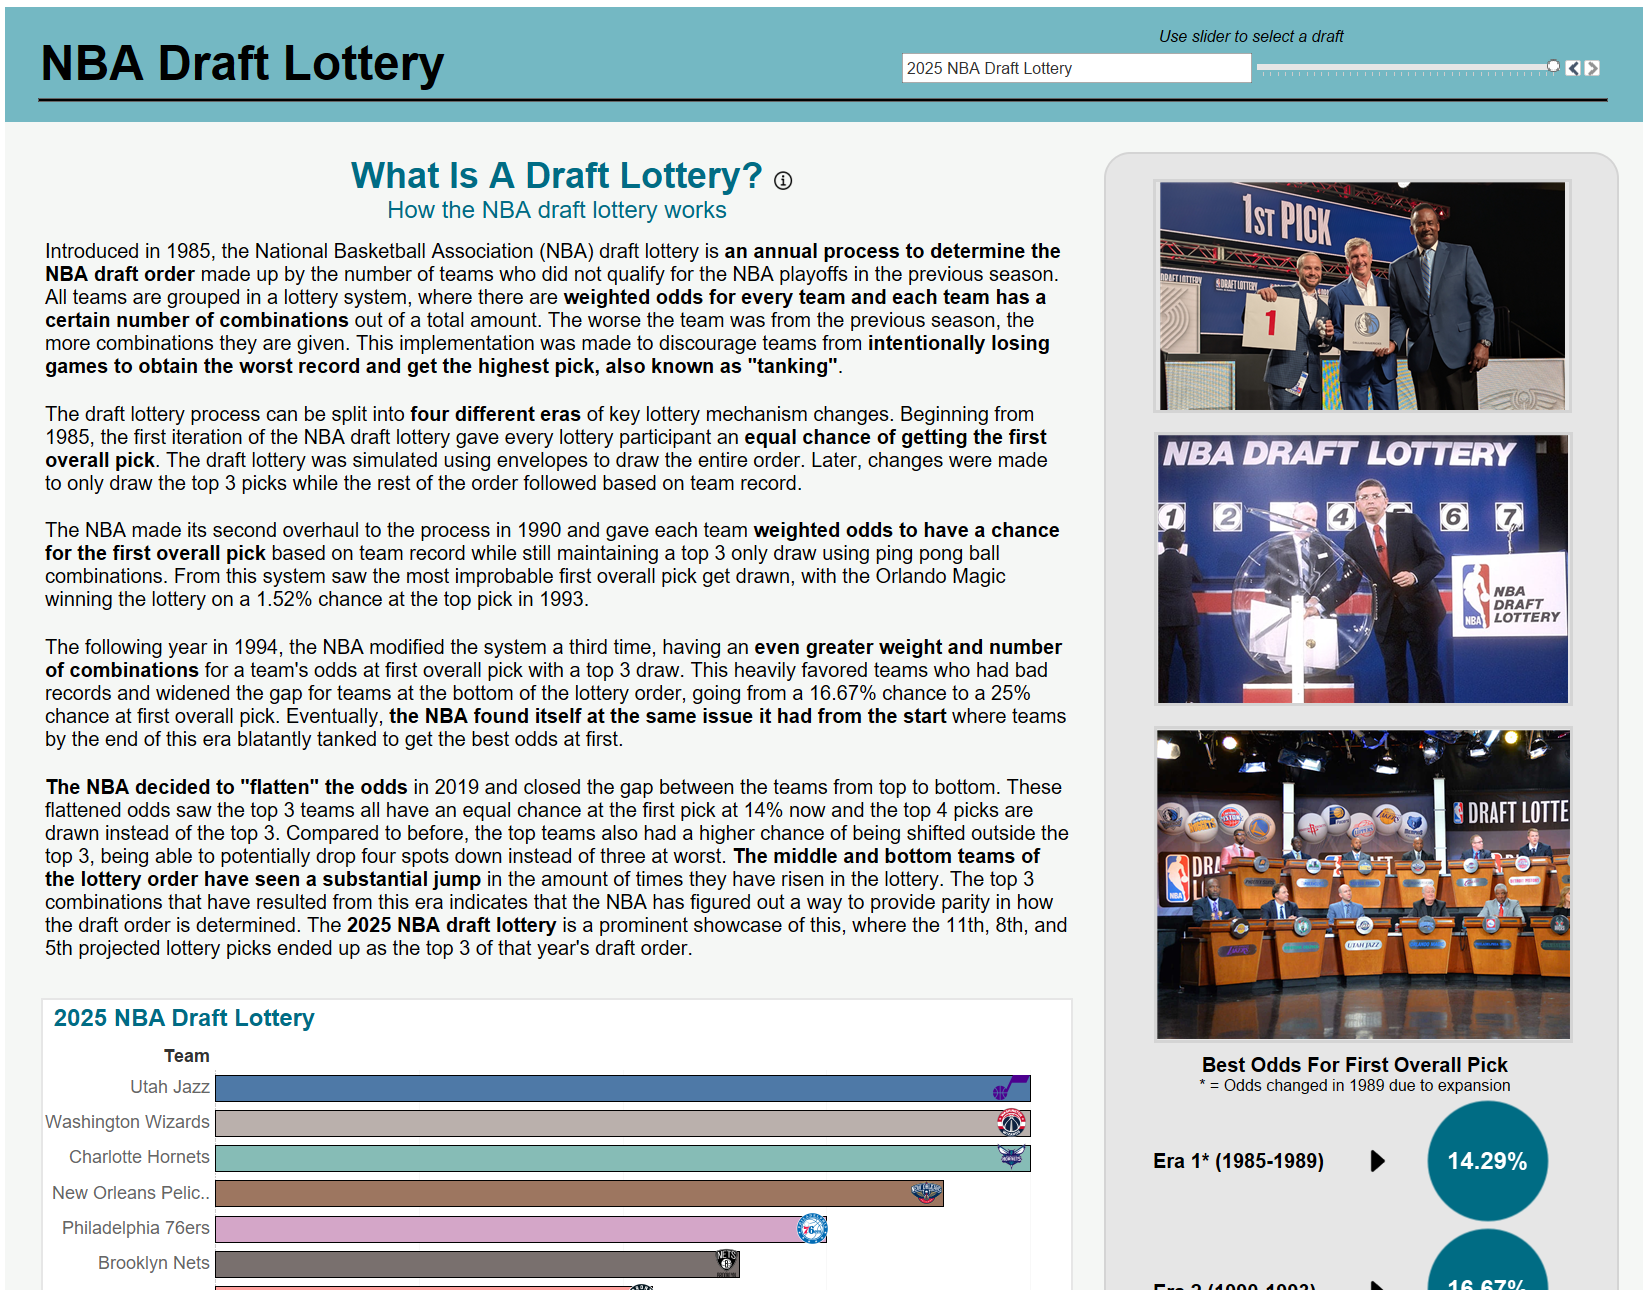 NBA Draft Lottery
Use slider to select a draft
2025 NBA Draft Lottery
What Is A Draft Lottery?
How the NBA draft lottery works
Introduced in 1985, the National Basketball Association (NBA) draft lottery is an annual process to determine the
NBA draft order made up by the number of teams who did not qualify for the NBA playoffs in the previous season.
All teams are grouped in a lottery system, where there are weighted odds for every team and each team has a
certain number of combinations out of a total amount. The worse the team was from the previous season, the
more combinations they are given. This implementation was made to discourage teams from intentionally losing
games to obtain the worst record and get the highest pick, also known as "tanking".
The draft lottery process can be split into four different eras of key lottery mechanism changes. Beginning from
1985, the first iteration of the NBA draft lottery gave every lottery participant an equal chance of getting the first
overall pick. The draft lottery was simulated using envelopes to draw the entire order. Later, changes were made
to only draw the top 3 picks while the rest of the order followed based on team record.
The NBA made its second overhaul to the process in 1990 and gave each team weighted odds to have a chance
for the first overall pick based on team record while still maintaining a top 3 only draw using ping pong ball
combinations. From this system saw the most improbable first overall pick get drawn, with the Orlando Magic
winning the lottery on a 1.52% chance at the top pick in 1993.
The following year in 1994, the NBA modified the system a third time, having an even greater weight and number
of combinations for a team's odds at first overall pick with a top 3 draw. This heavily favored teams who had bad
records and widened the gap for teams at the bottom of the lottery order, going from a 16.67% chance to a 25%
chance at first overall pick. Eventually, the NBA found itself at the same issue it had from the start where teams
by the end of this era blatantly tanked to get the best odds at first.
The NBA decided to "flatten" the odds in 2019 and closed the gap between the teams from top to bottom. These
flattened odds saw the top 3 teams all have an equal chance at the first pick at 14% now and the top 4 picks are
drawn instead of the top 3. Compared to before, the top teams also had a higher chance of being shifted outside the
top 3, being able to potentially drop four spots down instead of three at worst. The middle and bottom teams of
the lottery order have seen a substantial jump in the amount of times they have risen in the lottery. The top 3
combinations that have resulted from this era indicates that the NBA has figured out a way to provide parity in how
the draft order is determined. The 2025 NBA draft lottery is a prominent showcase of this, where the 11th, 8th, and
5th projected lottery picks ended up as the top 3 of that year's draft order.
2025 NBA Draft Lottery
Team
Utah Jazz
Washington Wizards
Charlotte Hornets
New Orleans Pelic..
Philadelphia 76ers
76ers
Brooklyn Nets
NETS
1ST PICK
DRAFT LOTTERY
DRAFT LOTTERY
1
NBA DRAFT LOTTERY
1 2 4 6 7
NBA
NBA
DRAFT
LOTTERY
DRAFT LOTTE
NBA
UTAH JAZZ
Best Odds For First Overall Pick
* = Odds changed in 1989 due to expansion
Era 1* (1985-1989)
14.29%
Era 2 (1990-1993)
16.67%